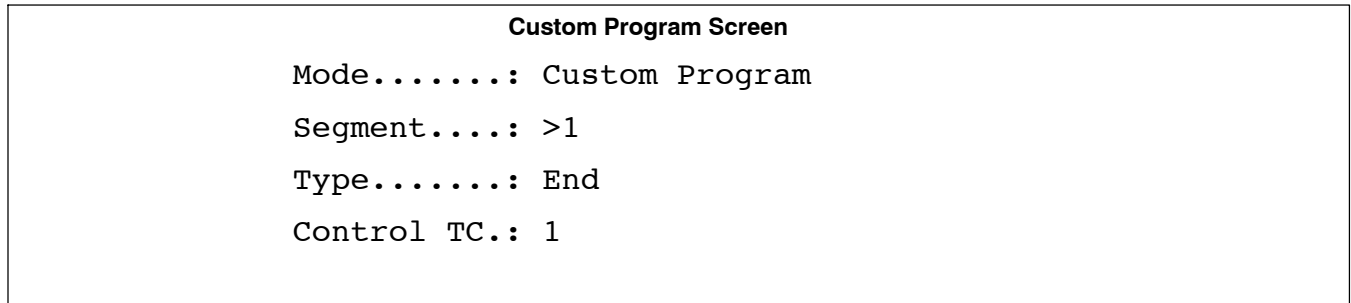 Custom Program Screen
Mode.......: Custom Program
Segment....: >1
Type.......: End
Control TC.: 1